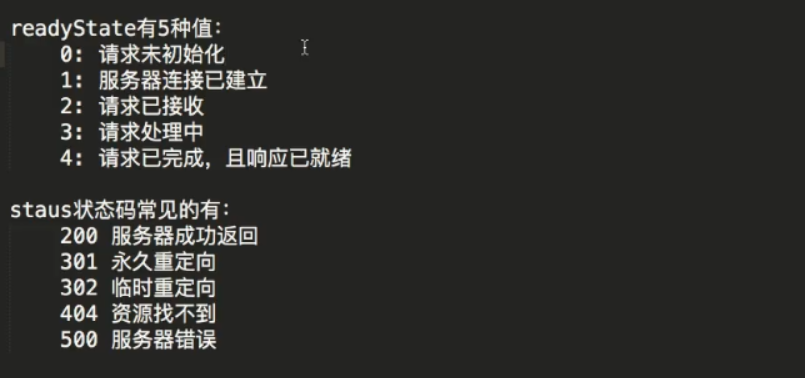 readyState有5种值：
0: 请求未初始化
1: 服务器连接已建立
2: 请求已接收
3: 请求处理中
4: 请求已完成，且响应已就绪
staus状态码常见的有：
200 服务器成功返回
301 永久重定向
302 临时重定向
404 资源找不到
500 服务器错误